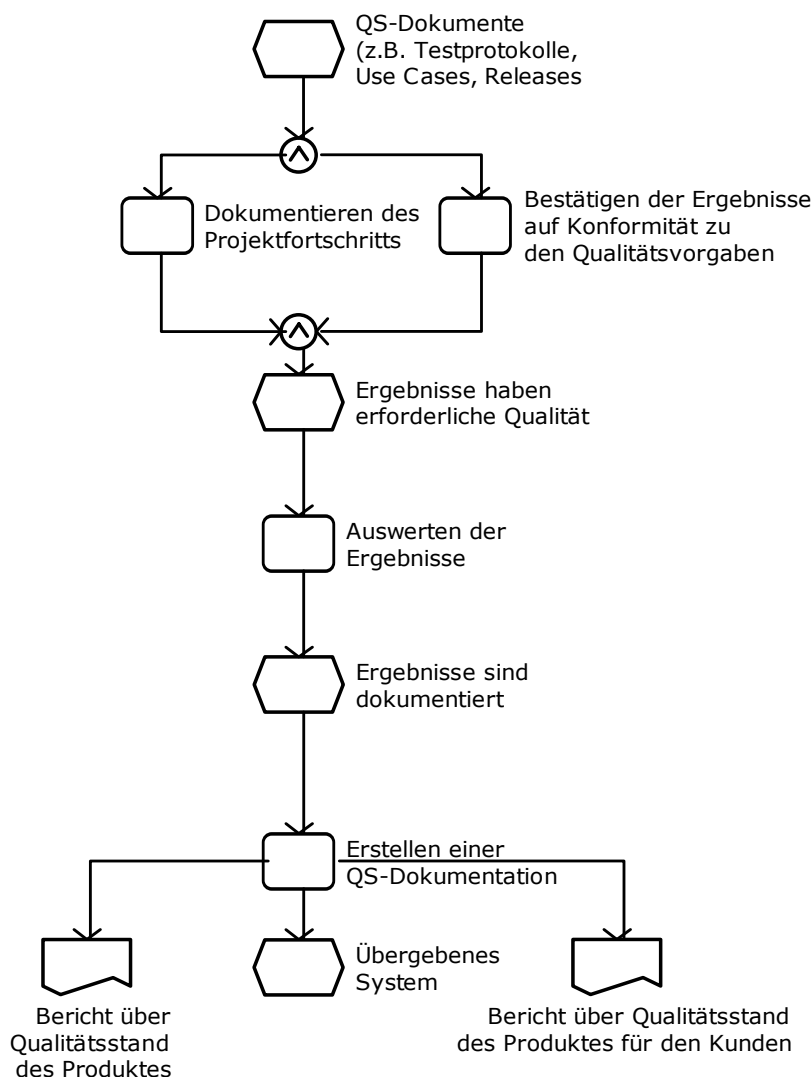 QS-Dokumente
(z.B. Testprotokolle,
Use Cases, Releases
Dokumentieren des
Projektfortschritts
Bestätigen der Ergebnisse
auf Konformität zu
den Qualitätsvorgaben
Ergebnisse haben
erforderliche Qualität
Auswerten der
Ergebnisse
Ergebnisse sind
dokumentiert
Erstellen einer
QS-Dokumentation
Übergebenes
System
Bericht über
Qualitätsstand
des Produktes
Bericht über Qualitätsstand
des Produktes für den Kunden